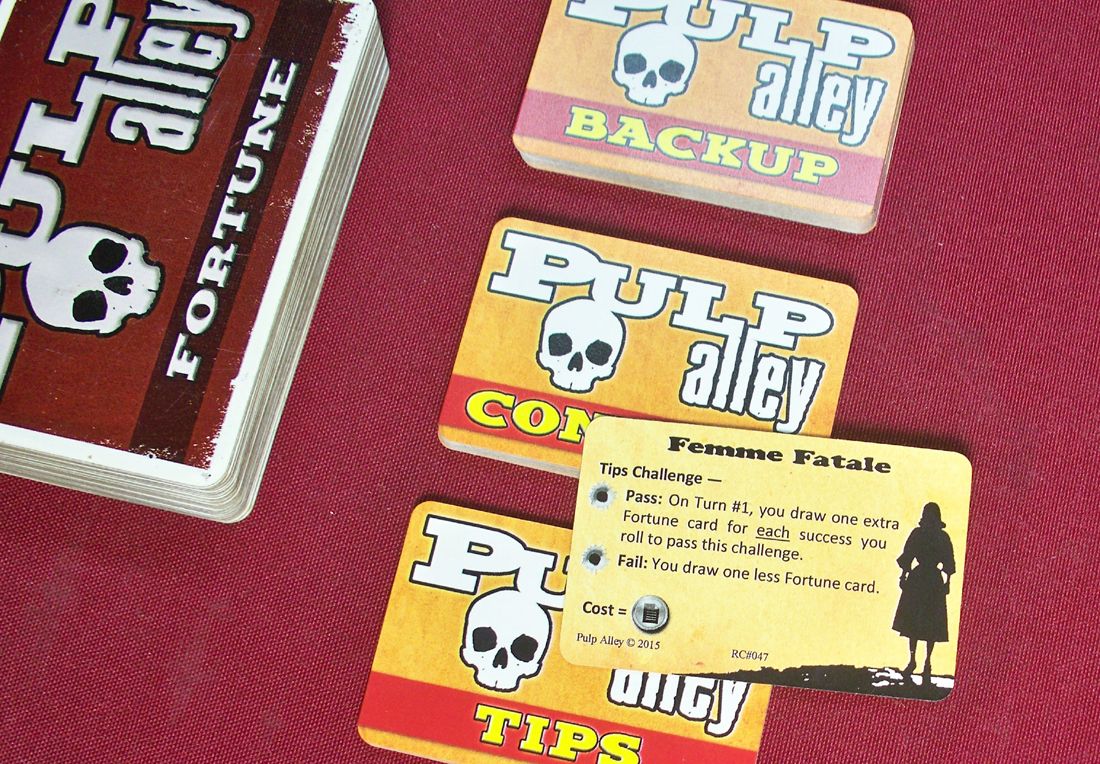 PULP
alley
FORTUNE
PULP
alley
BACKUP
PULP
alley
CON
Femme Fatale
Tips Challenge —
Pass: On Turn #1, you draw one extra
Fortune card for each success you
roll to pass this challenge.
Fail: You draw one less Fortune card.
Cost =
Pulp Alley © 2015
RC#047
PU
alley
TIPS